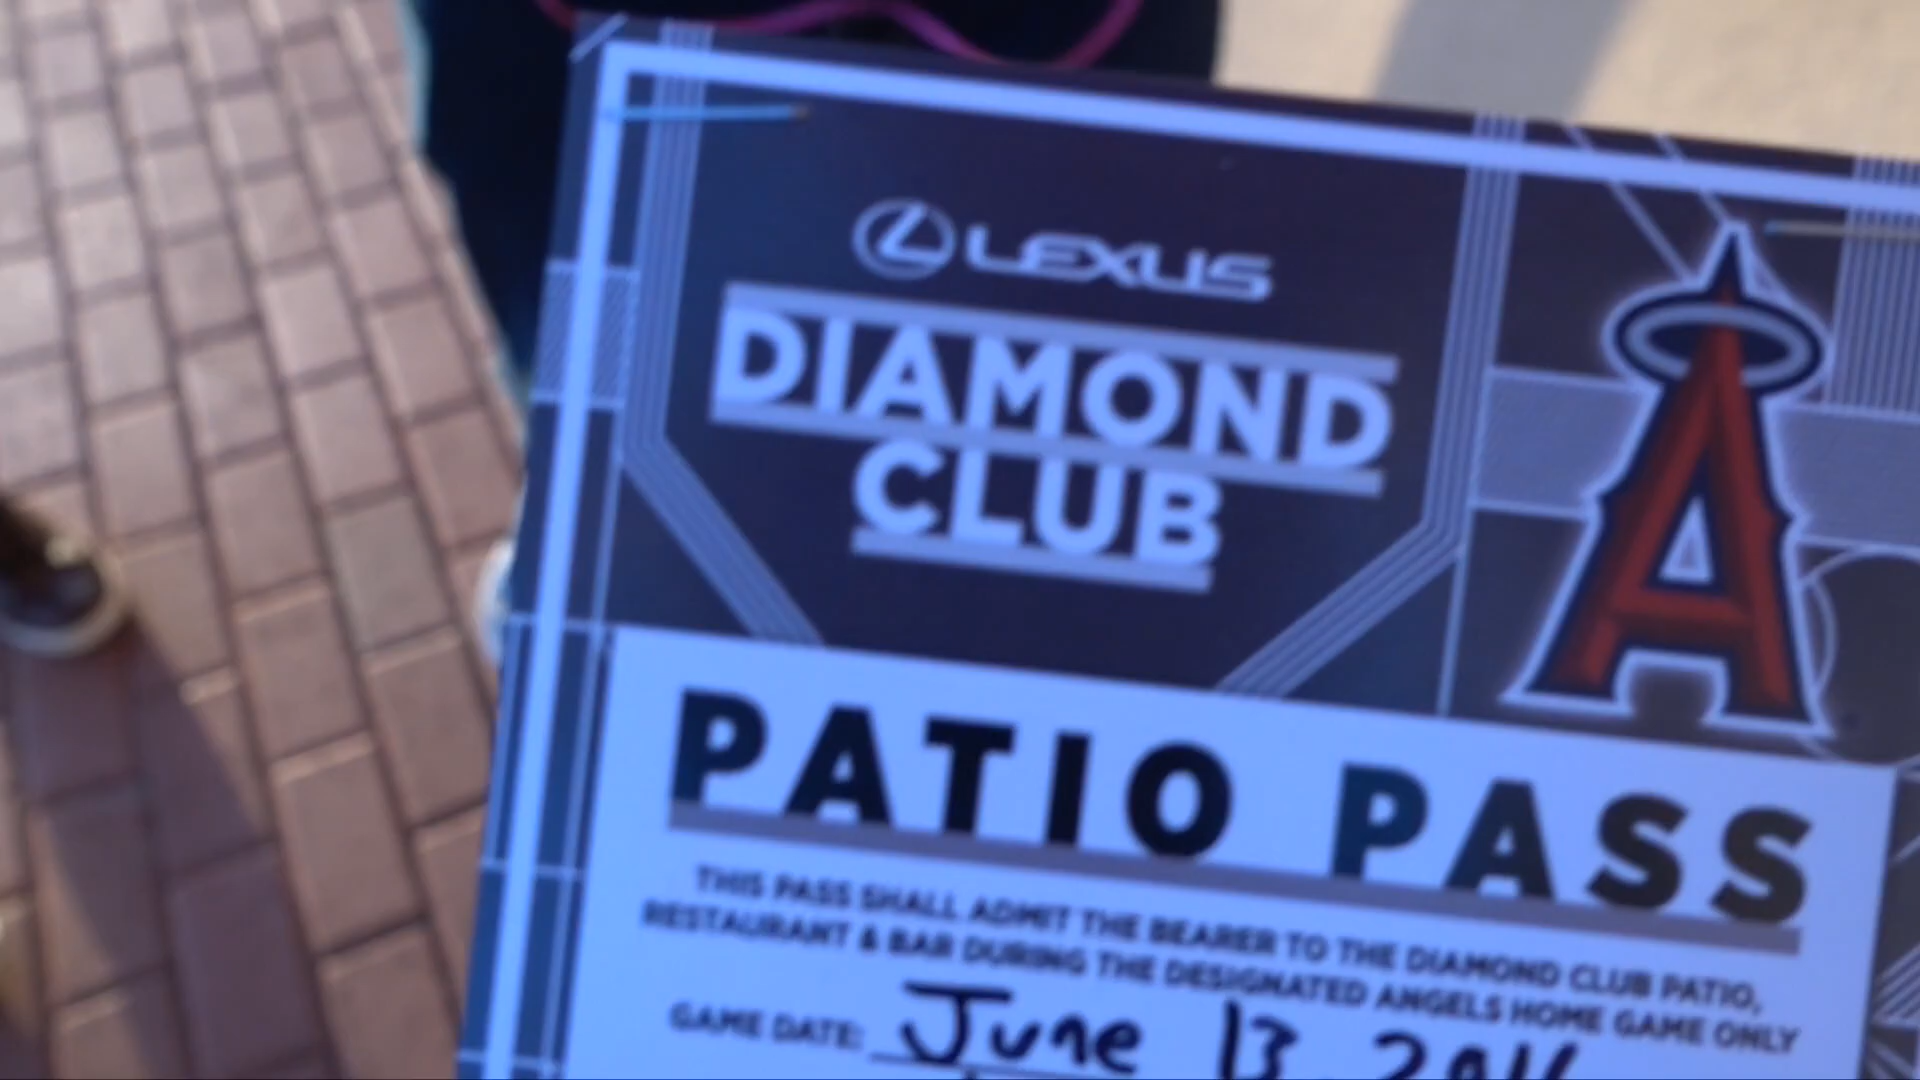 LEXUS
DIAMOND
CLUB
A
PATIO PASS
THIS PASS SHALL ADMIT THE BEARER TO THE DIAMOND CLUB PATIO,
RESTAURANT & BAR DURING THE DESIGNATED ANGELS HOME GAME ONLY
GAME DATE: June 13,